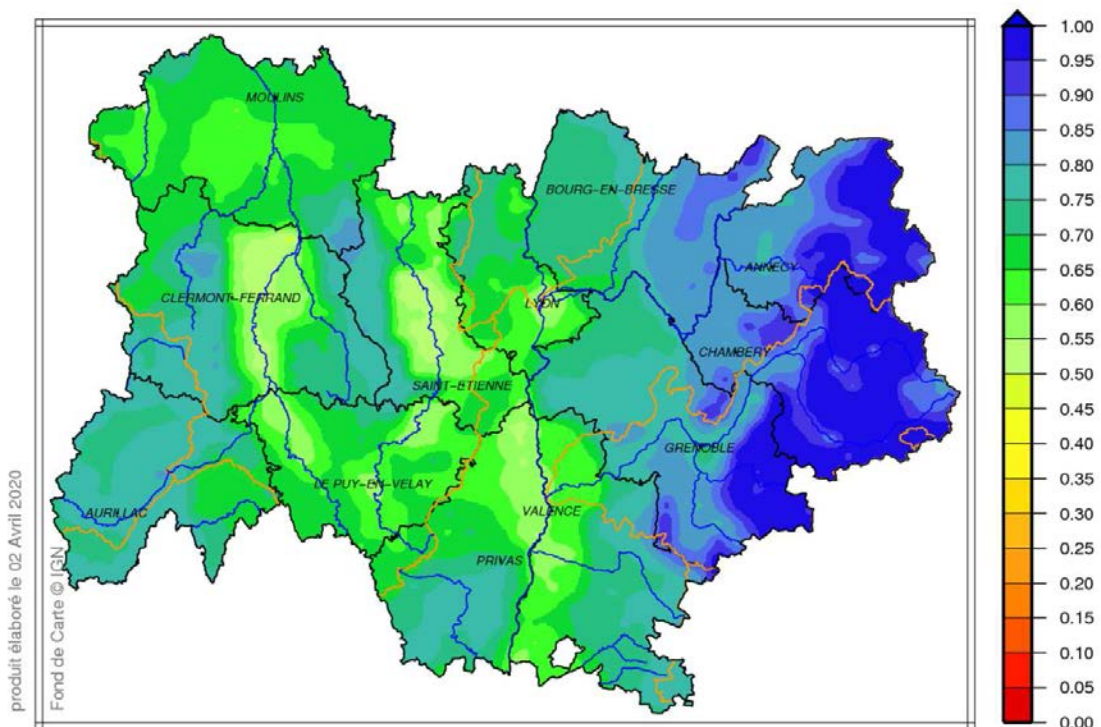 MOULINS
BOURG-EN-BRESSE
ANNECY
CLERMONT-FERRAND
LYON
CHAMBERY
SAINT-ETIENNE
GRENOBLE
LE PUY-EN-VELAY
AURILLAC
VALENCE
PRIVAS
produit élaboré le 02 Avril 2020
Fond de Carte © IGN
1.00
0.95
0.90
0.85
0.80
0.75
0.70
0.65
0.60
0.55
0.50
0.45
0.40
0.35
0.30
0.25
0.20
0.15
0.10
0.05
0.00